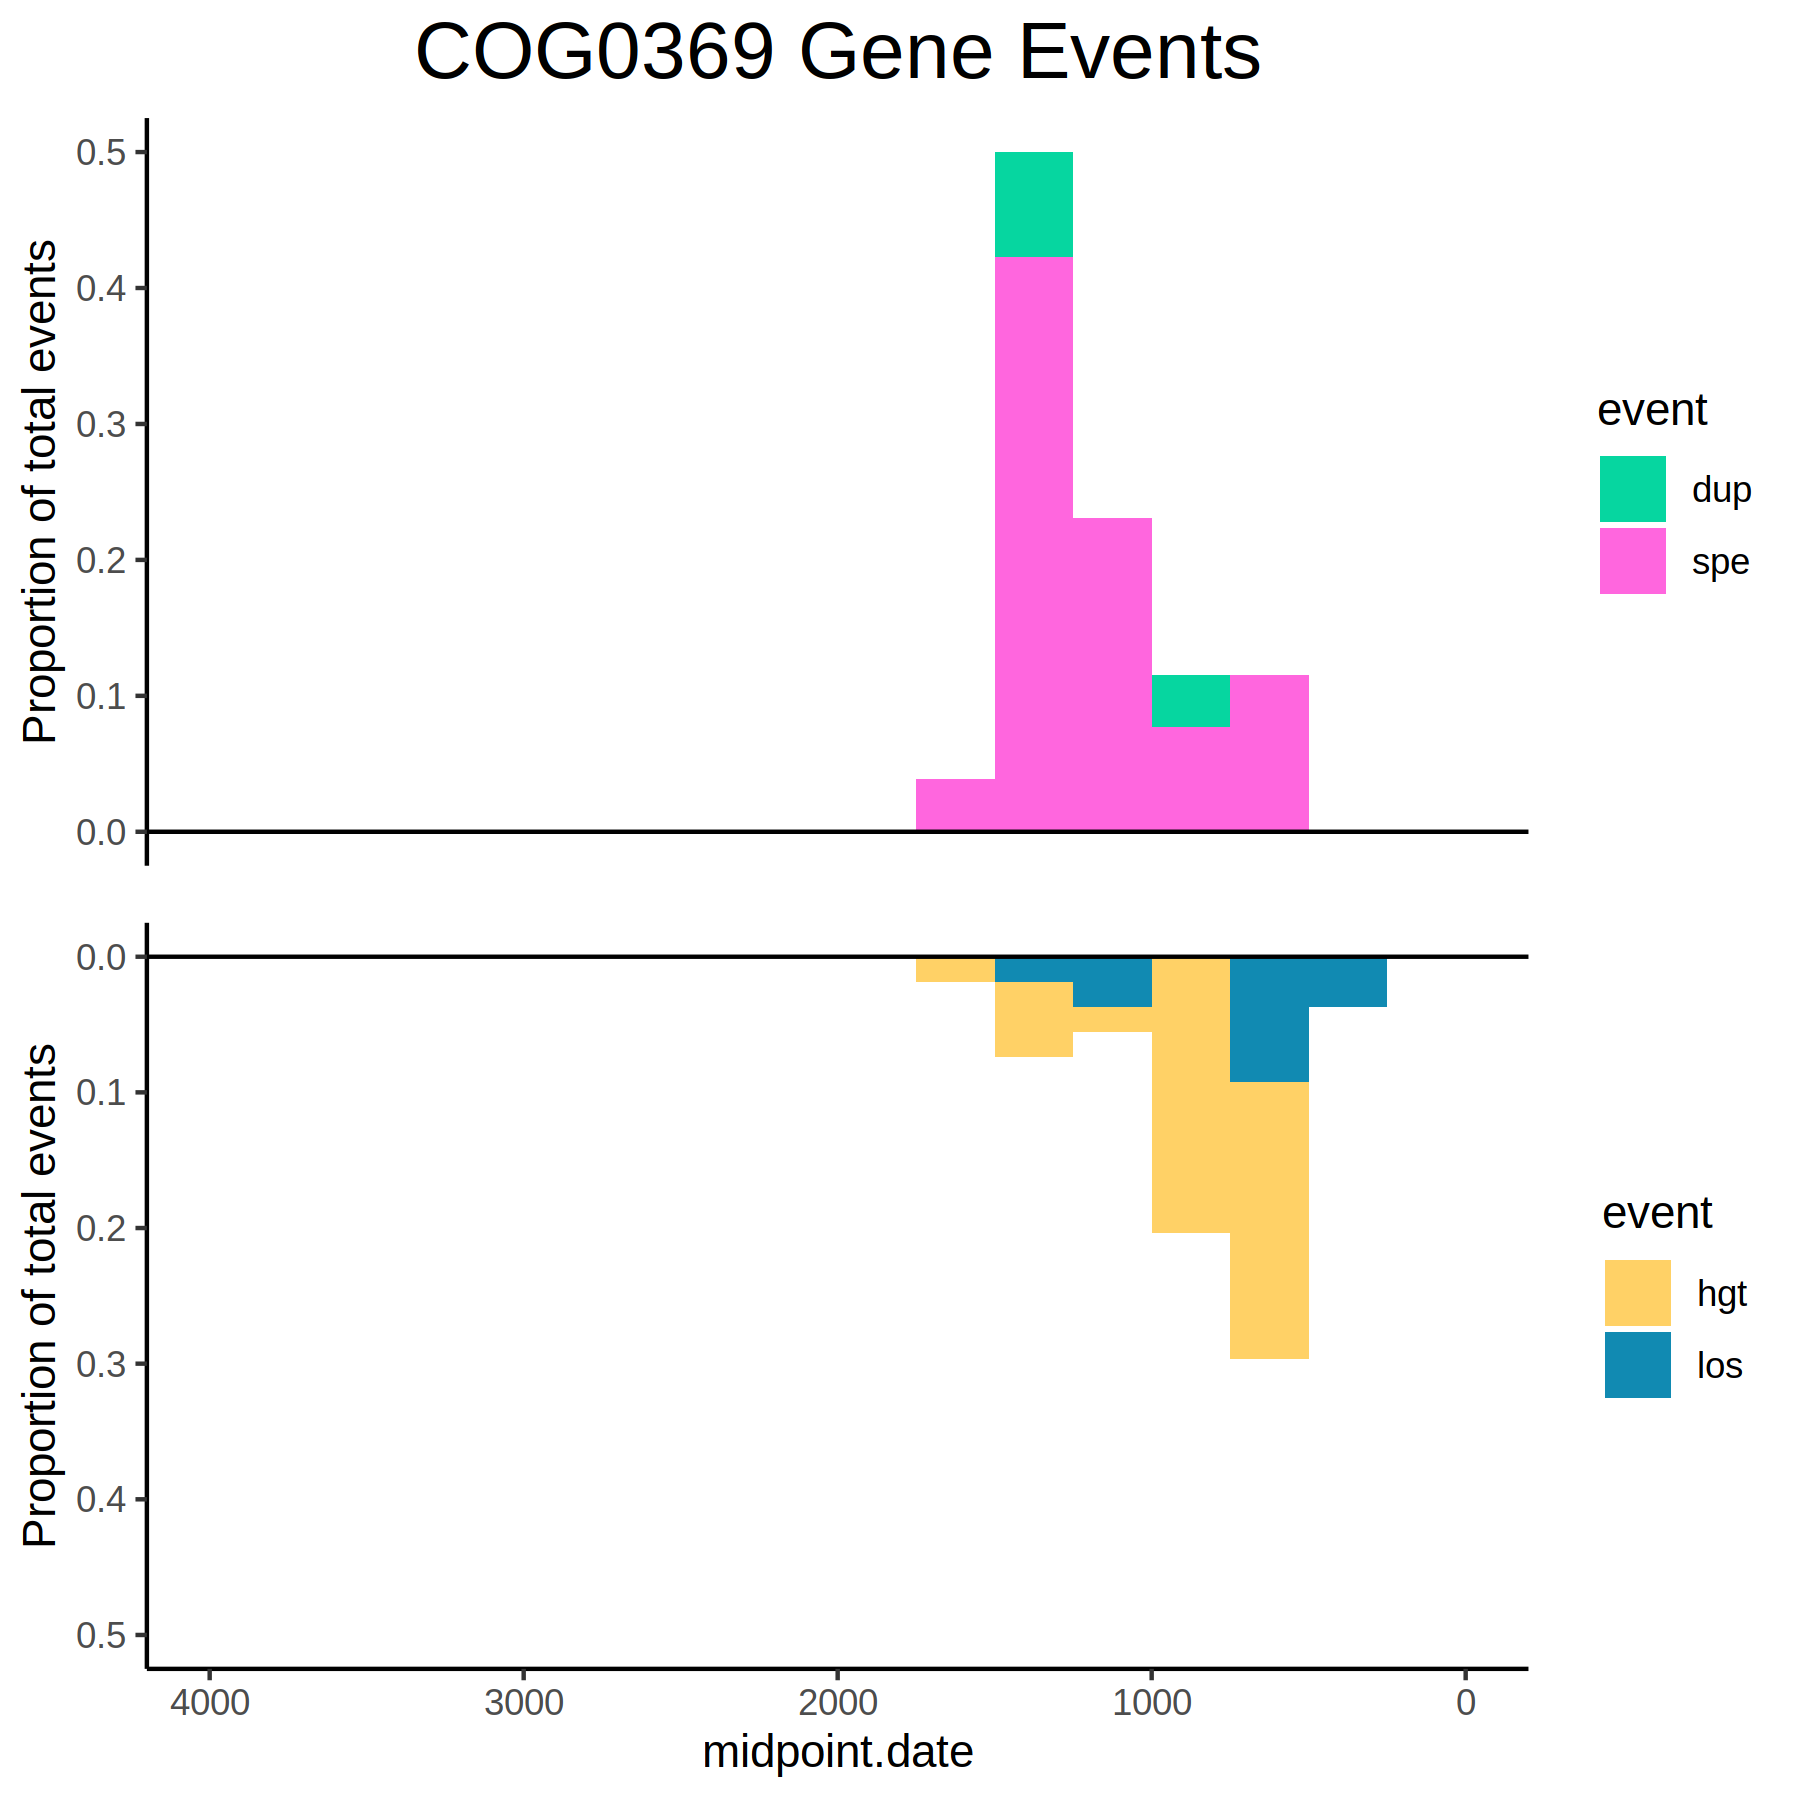 COG0369 Gene Events
Proportion of total events
0.5
0.4
0.3
0.2
0.1
0.0
event
dup
spe
Proportion of total events
0.0
0.1
0.2
0.3
0.4
0.5
event
hgt
los
4000 3000 2000 1000 0
midpoint.date